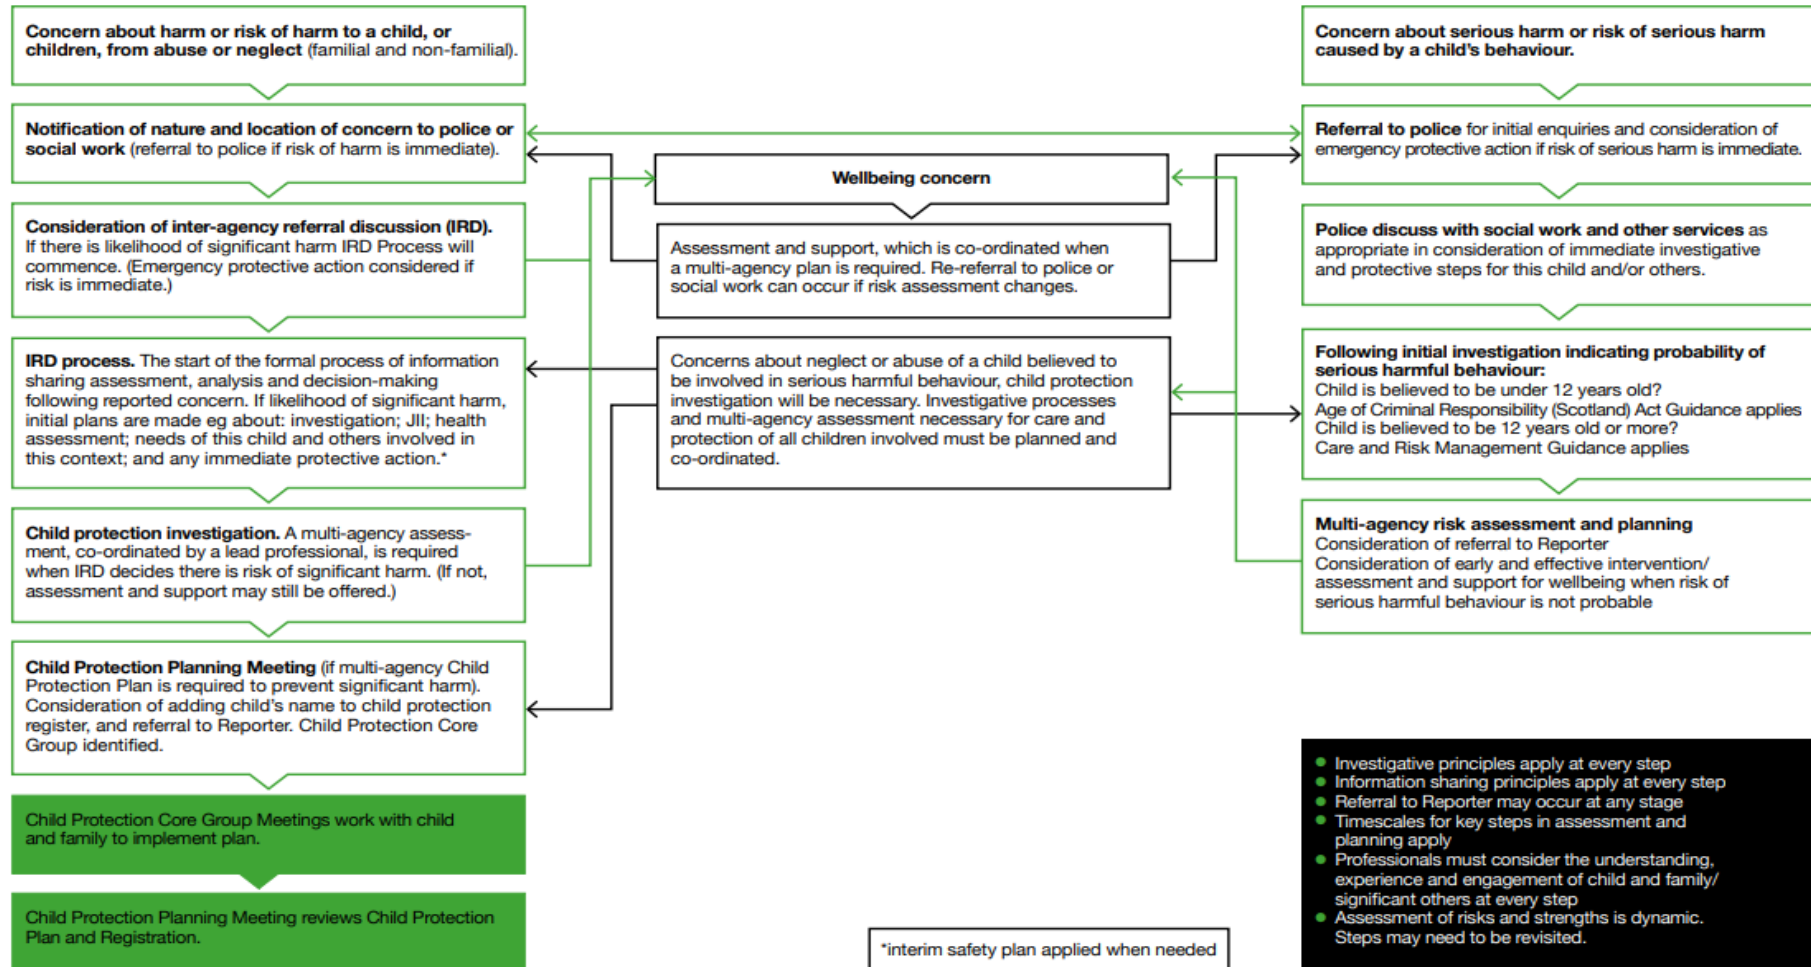 Concern about harm or risk of harm to a child, or
children, from abuse or neglect (familial and non-familial).
Notification of nature and location of concern to police or
social work (referral to police if risk of harm is immediate).
Consideration of inter-agency referral discussion (IRD).
If there is likelihood of significant harm IRD Process will
commence. (Emergency protective action considered if
risk is immediate.)
IRD process. The start of the formal process of information
sharing assessment, analysis and decision-making
following reported concern. If likelihood of significant harm,
initial plans are made eg about: investigation; JII; health
assessment; needs of this child and others involved in
this context; and any immediate protective action.*
Child protection investigation. A multi-agency assess-
ment, co-ordinated by a lead professional, is required
when IRD decides there is risk of significant harm. (If not,
assessment and support may still be offered.)
Child Protection Planning Meeting (if multi-agency Child
Protection Plan is required to prevent significant harm).
Consideration of adding child's name to child protection
register, and referral to Reporter. Child Protection Core
Group identified.
Child Protection Core Group Meetings work with child
and family to implement plan.
Child Protection Planning Meeting reviews Child Protection
Plan and Registration.
Wellbeing concern
Assessment and support, which is co-ordinated when
a multi-agency plan is required. Re-referral to police or
social work can occur if risk assessment changes.
Concerns about neglect or abuse of a child believed to
be involved in serious harmful behaviour, child protection
investigation will be necessary. Investigative processes
and multi-agency assessment necessary for care and
protection of all children involved must be planned and
co-ordinated.
*interim safety plan applied when needed
Concern about serious harm or risk of serious harm
caused by a child's behaviour.
Referral to police for initial enquiries and consideration of
emergency protective action if risk of serious harm is immediate.
Police discuss with social work and other services as
appropriate in consideration of immediate investigative
and protective steps for this child and/or others.
Following initial investigation indicating probability of
serious harmful behaviour:
Child is believed to be under 12 years old?
Age of Criminal Responsibility (Scotland) Act Guidance applies
Child is believed to be 12 years old or more?
Care and Risk Management Guidance applies
Multi-agency risk assessment and planning
Consideration of referral to Reporter
Consideration of early and effective intervention/
assessment and support for wellbeing when risk of
serious harmful behaviour is not probable
• Investigative principles apply at every step
• Information sharing principles apply at every step
• Referral to Reporter may occur at any stage
• Timescales for key steps in assessment and
planning apply
• Professionals must consider the understanding,
experience and engagement of child and family/
significant others at every step
• Assessment of risks and strengths is dynamic.
Steps may need to be revisited.